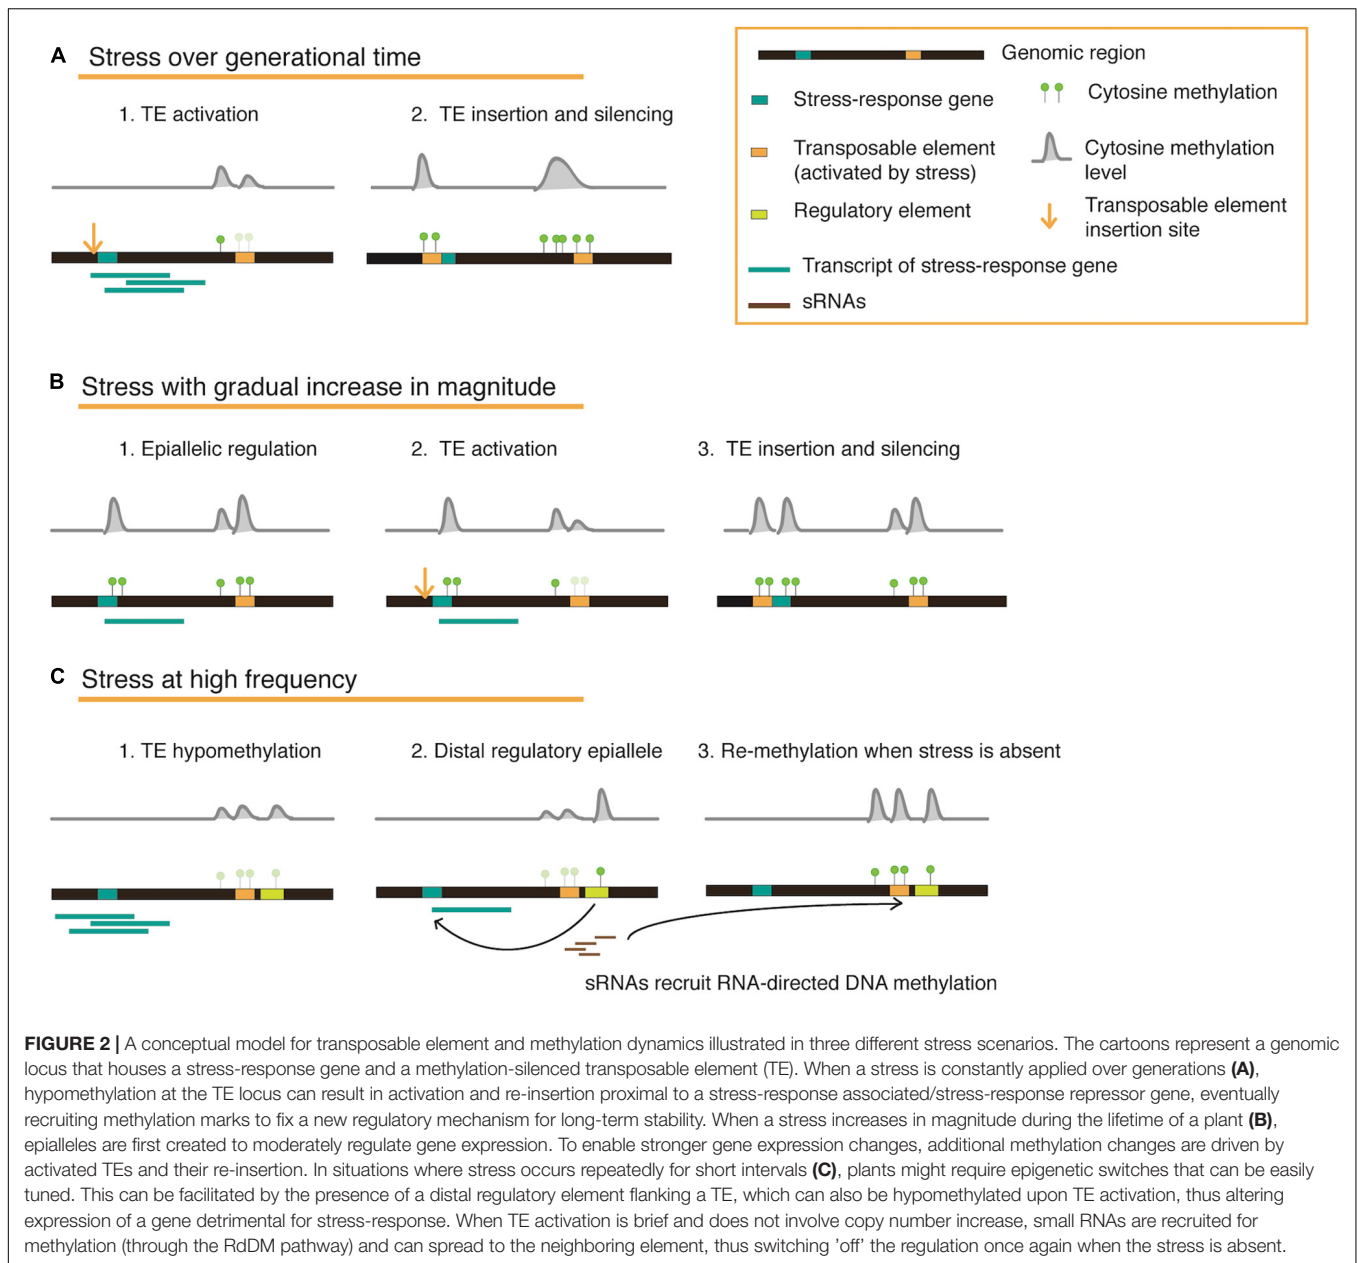 A Stress over generational time
1. TE activation
2. TE insertion and silencing
Genomic region
Stress-response gene
Cytosine methylation
Transposable element
(activated by stress)
Cytosine methylation
level
Regulatory element
Transposable element
insertion site
Transcript of stress-response gene
sRNAs
B Stress with gradual increase in magnitude
1. Epiallelic regulation
2. TE activation
3. TE insertion and silencing
C Stress at high frequency
1. TE hypomethylation
2. Distal regulatory epiallele
3. Re-methylation when stress is absent
sRNAs recruit RNA-directed DNA methylation
FIGURE 2 | A conceptual model for transposable element and methylation dynamics illustrated in three different stress scenarios. The cartoons represent a genomic
locus that houses a stress-response gene and a methylation-silenced transposable element (TE). When a stress is constantly applied over generations (A),
hypomethylation at the TE locus can result in activation and re-insertion proximal to a stress-response associated/stress-response repressor gene, eventually
recruiting methylation marks to fix a new regulatory mechanism for long-term stability. When a stress increases in magnitude during the lifetime of a plant (B),
epialleles are first created to moderately regulate gene expression. To enable stronger gene expression changes, additional methylation changes are driven by
activated TEs and their re-insertion. In situations where stress occurs repeatedly for short intervals (C), plants might require epigenetic switches that can be easily
tuned. This can be facilitated by the presence of a distal regulatory element flanking a TE, which can also be hypomethylated upon TE activation, thus altering
expression of a gene detrimental for stress-response. When TE activation is brief and does not involve copy number increase, small RNAs are recruited for
methylation (through the RdDM pathway) and can spread to the neighboring element, thus switching 'off' the regulation once again when the stress is absent.